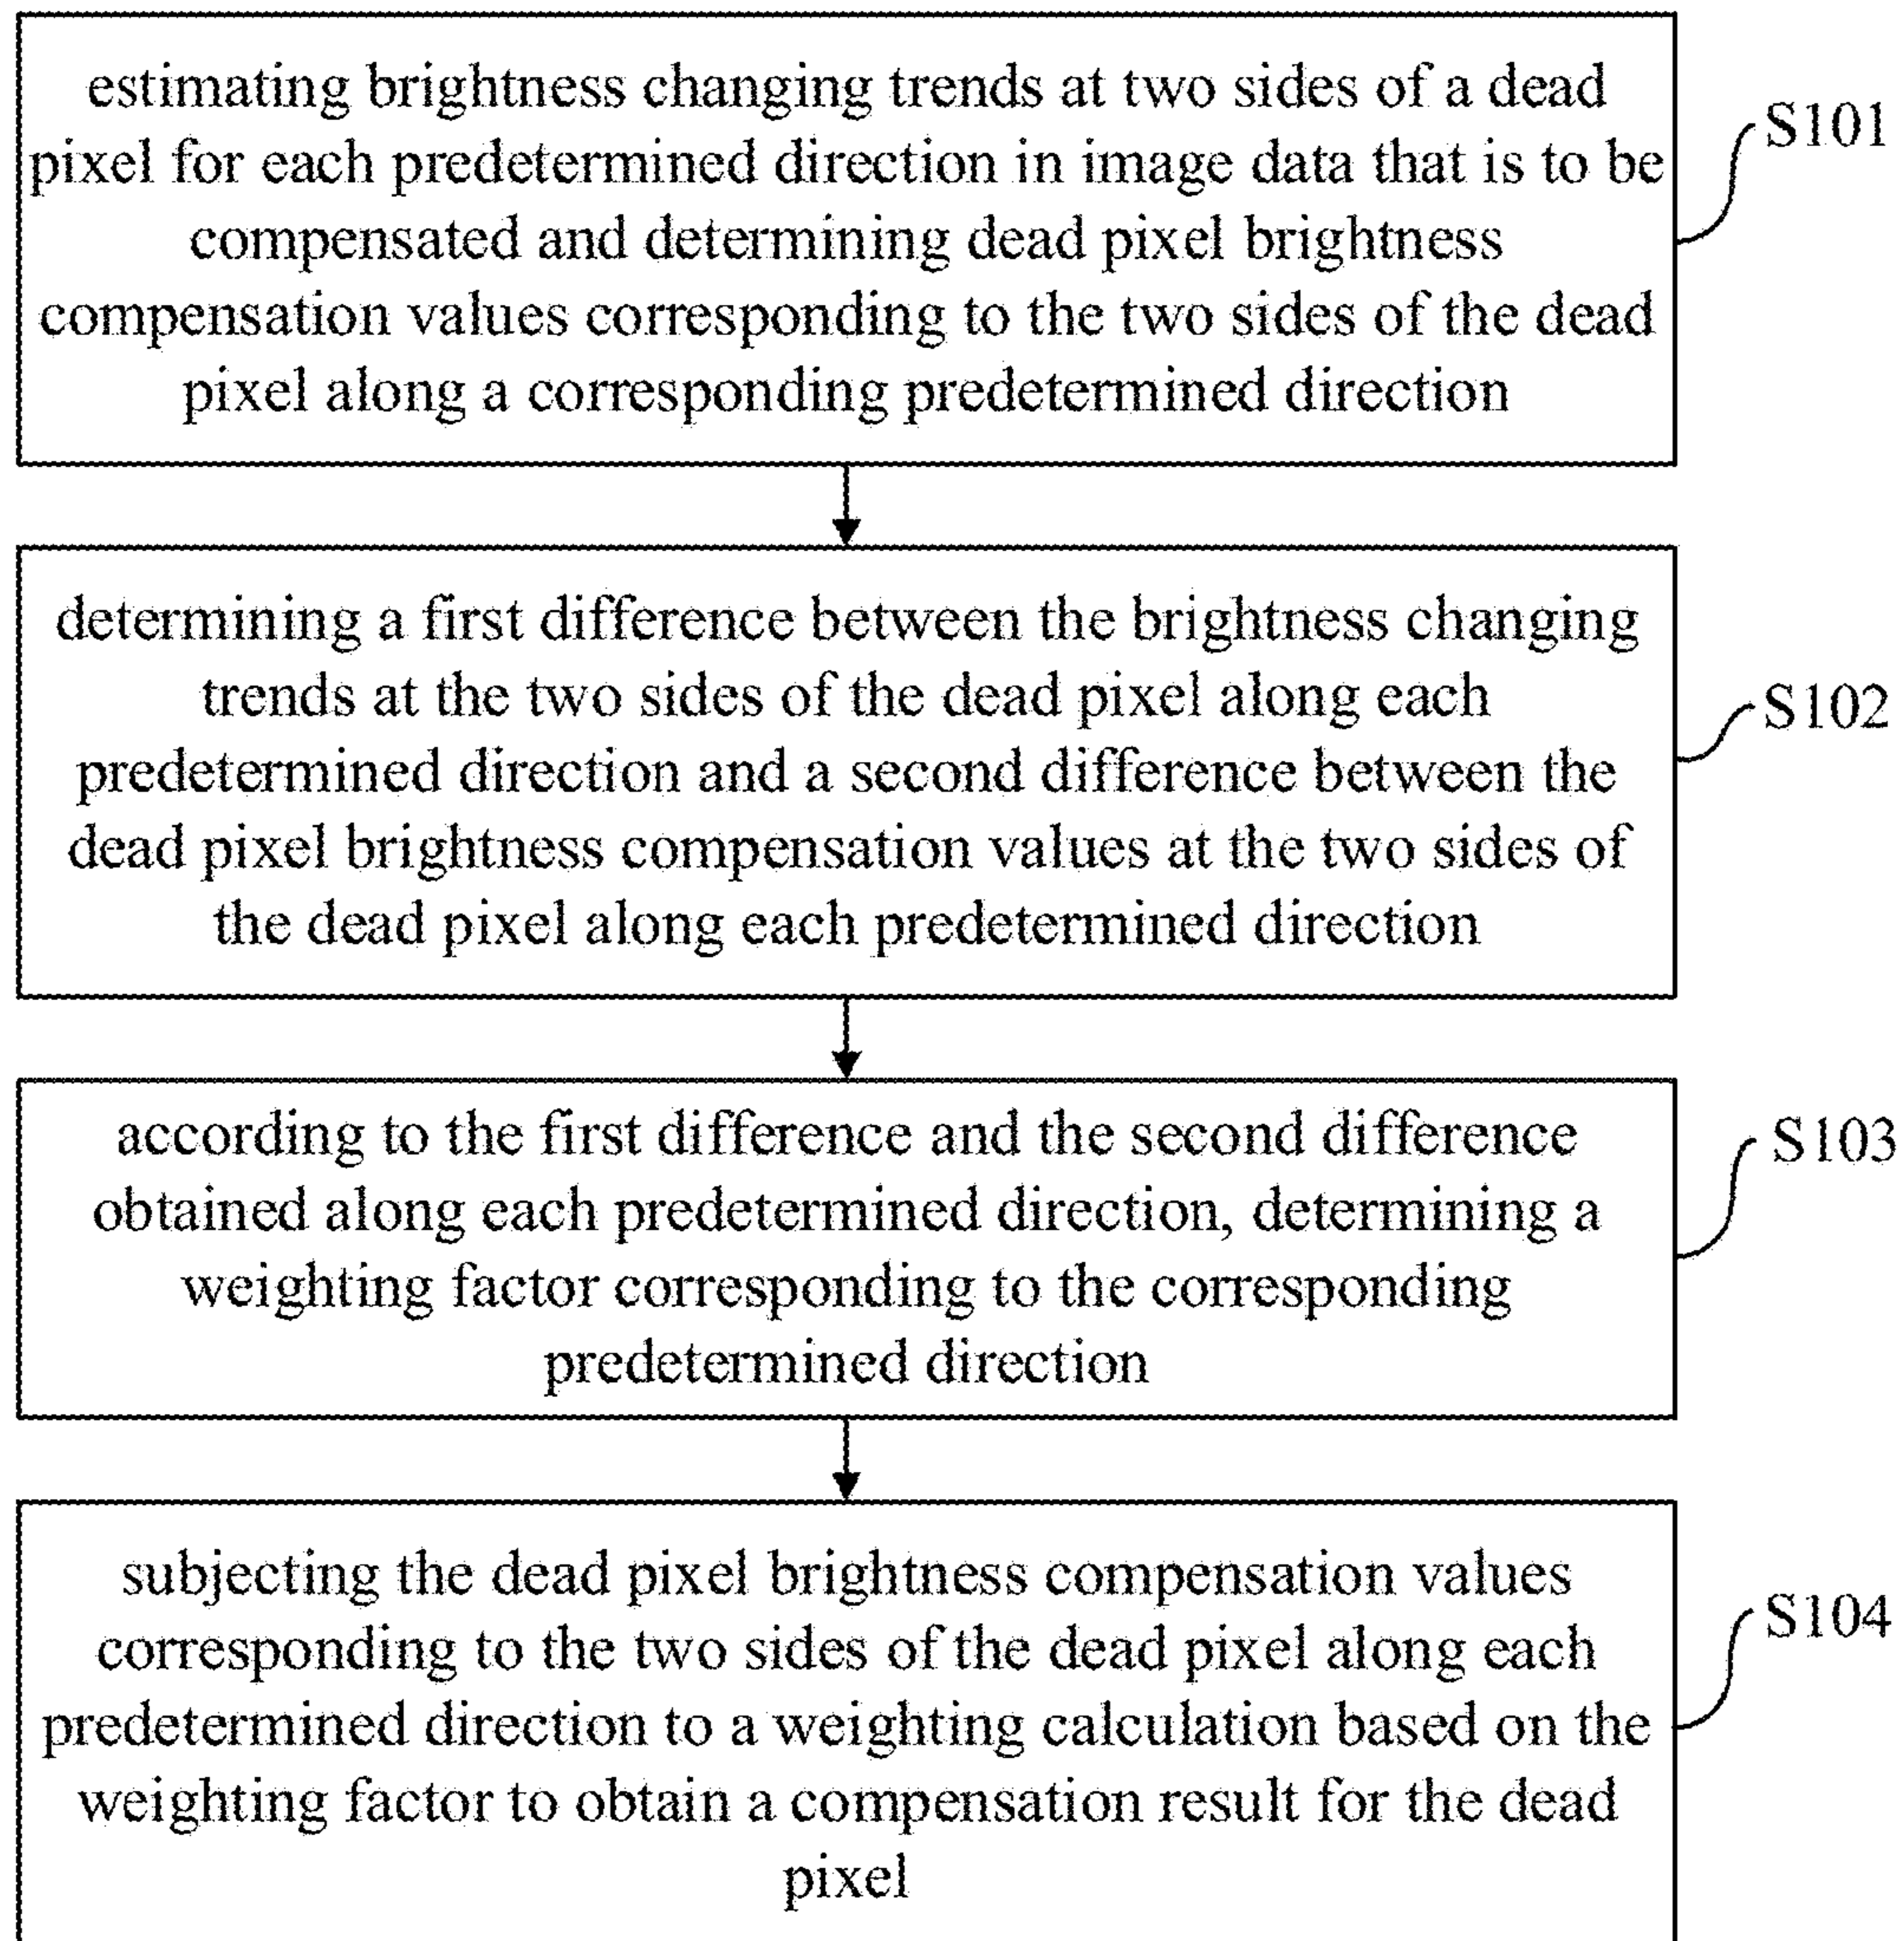 estimating brightness changing trends at two sides of a dead
pixel for each predetermined direction in image data that is to be
compensated and determining dead pixel brightness
compensation values corresponding to the two sides of the dead
pixel along a corresponding predetermined direction
S101
determining a first difference between the brightness changing
trends at the two sides of the dead pixel along each
predetermined direction and a second difference between the
dead pixel brightness compensation values at the two sides of
the dead pixel along each predetermined direction
S102
according to the first difference and the second difference
obtained along each predetermined direction, determining a
weighting factor corresponding to the corresponding
predetermined direction
S103
subjecting the dead pixel brightness compensation values
corresponding to the two sides of the dead pixel along each
predetermined direction to a weighting calculation based on the
weighting factor to obtain a compensation result for the dead
pixel
S104